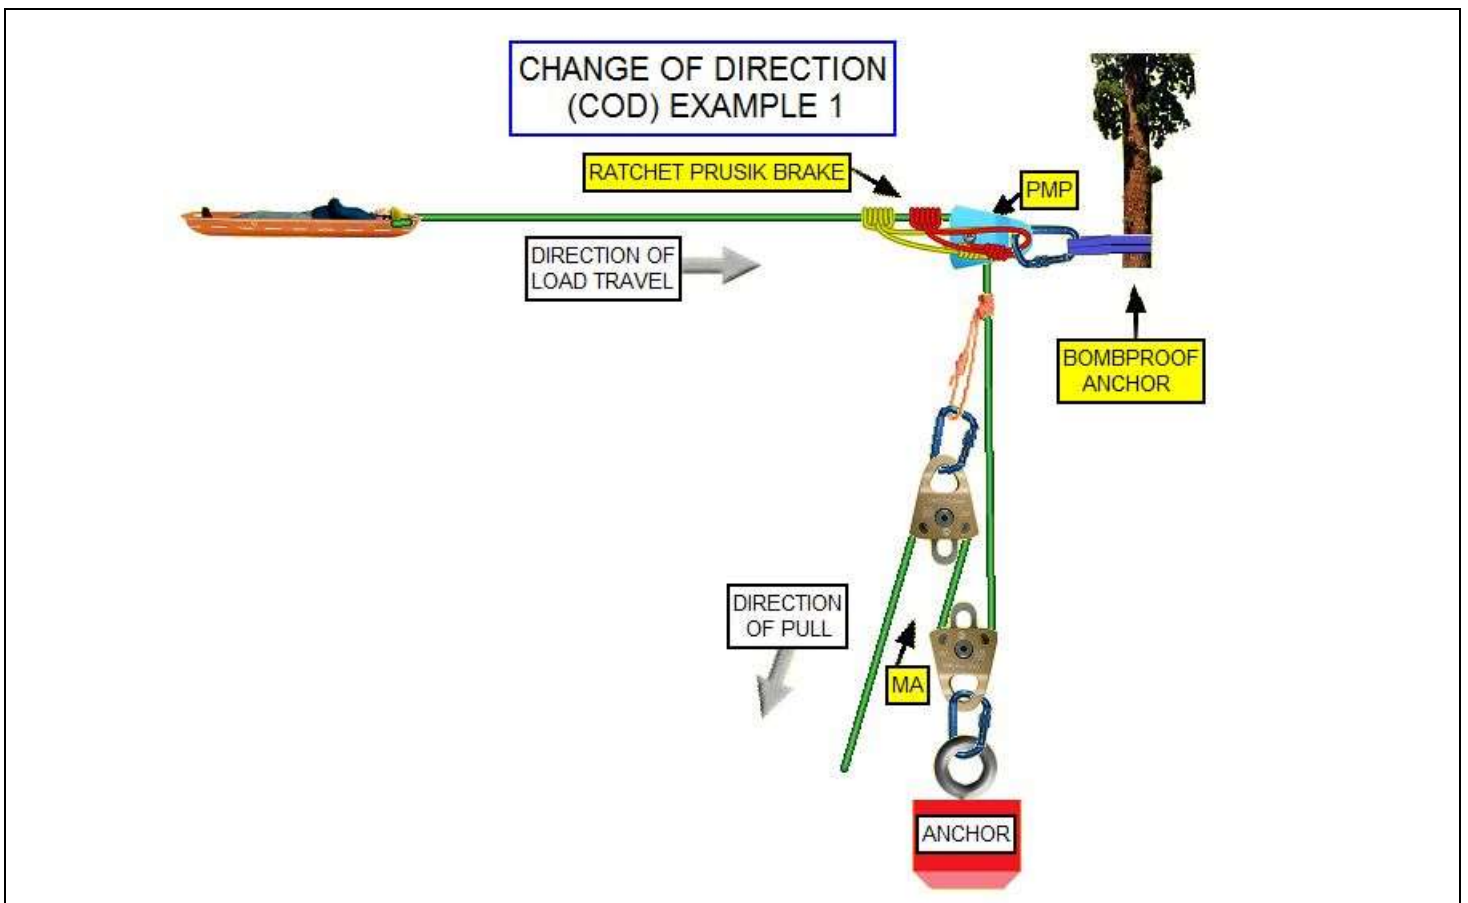 CHANGE OF DIRECTION
(COD) EXAMPLE 1
RATCHET PRUSIK BRAKE
PMP
DIRECTION OF
LOAD TRAVEL
BOMBPROOF
ANCHOR
DIRECTION
OF PULL
MA
ANCHOR